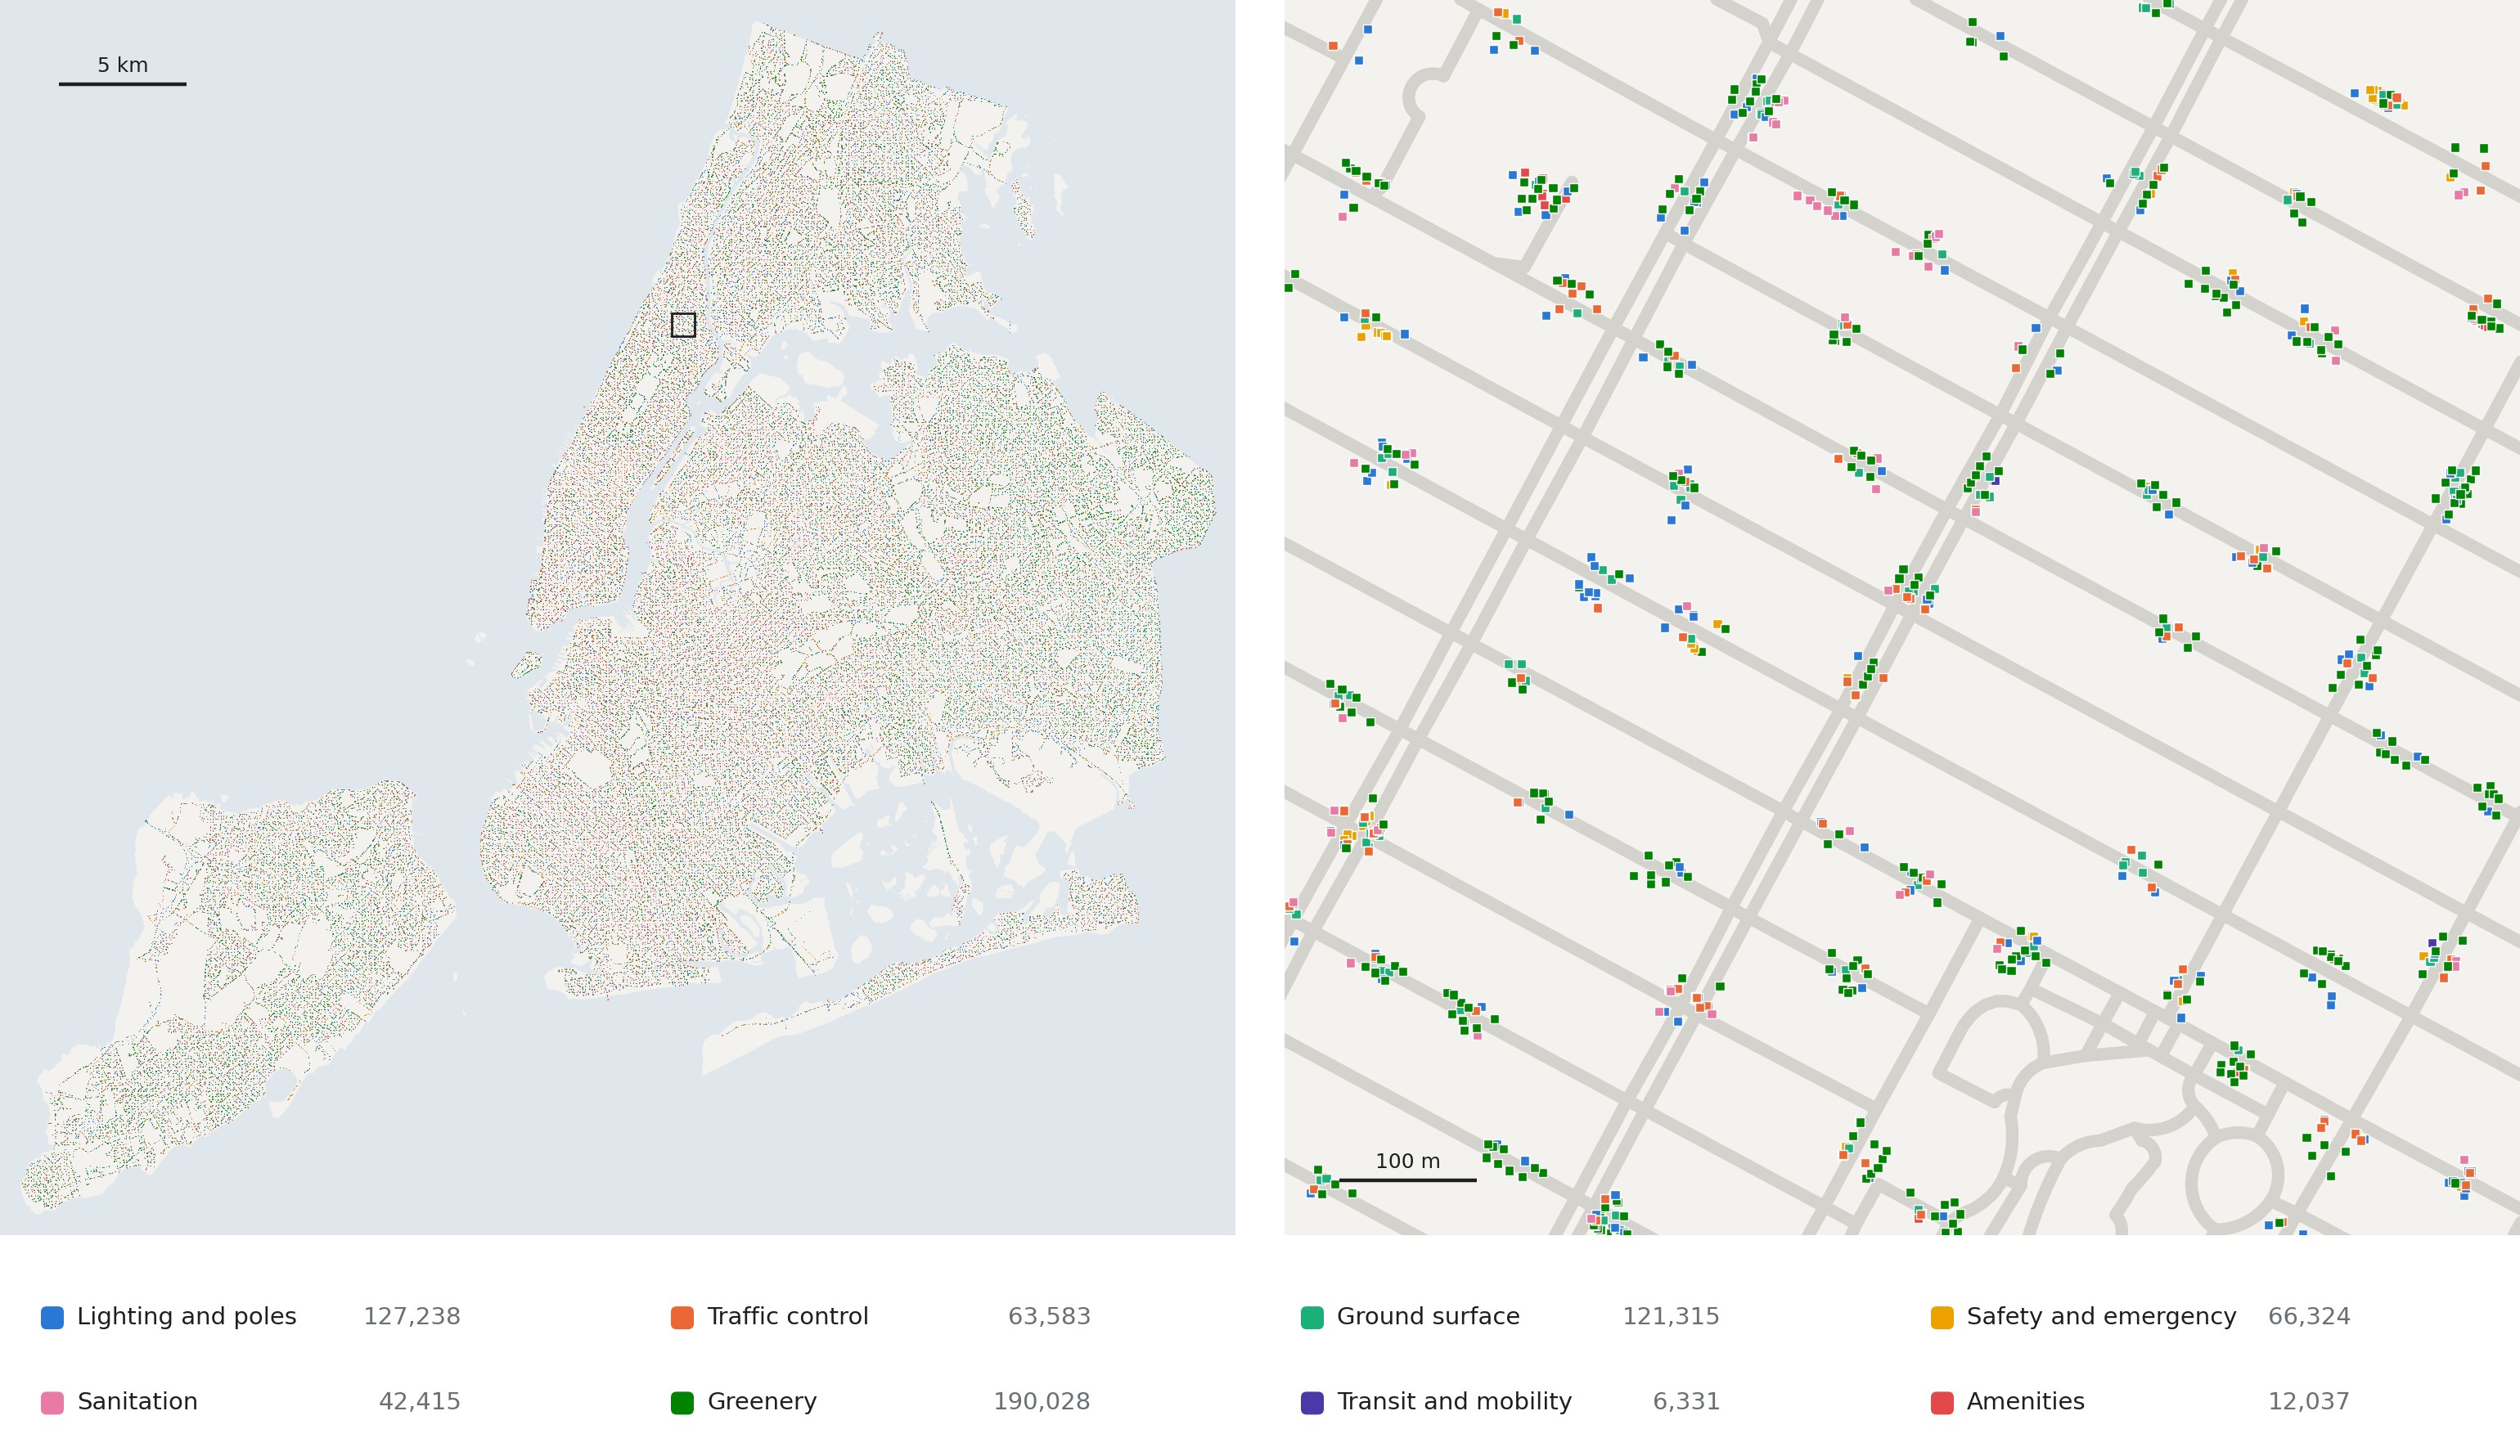 5 km
100 m
Lighting and poles 127,238
Traffic control 63,583
Ground surface 121,315
Safety and emergency 66,324
Sanitation 42,415
Greenery 190,028
Transit and mobility 6,331
Amenities 12,037